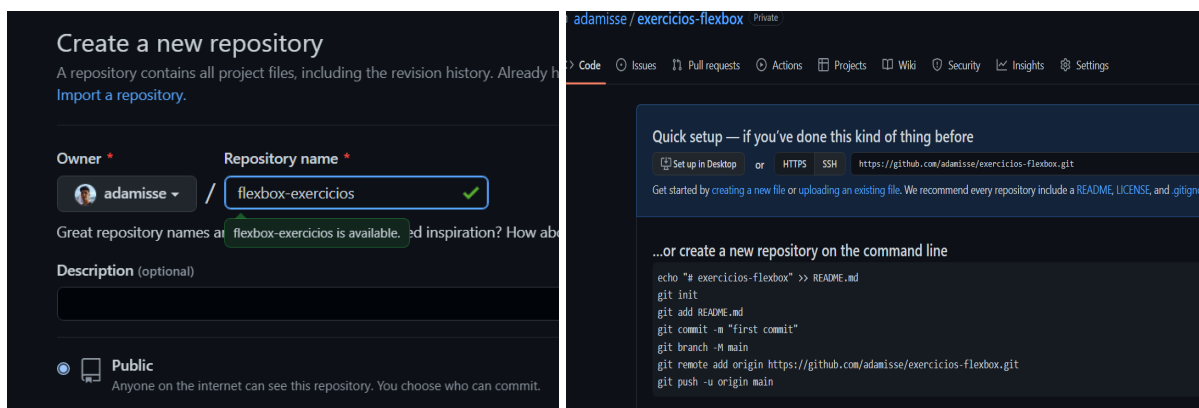 Create a new repository
A repository contains all project files, including the revision history. Already h
Import a repository.
Owner *
Repository name *
adamisse
/
flexbox-exercicios
Great repository names a
flexbox-exercicios is available.
ed inspiration? How abo
Description (optional)
Public
Anyone on the internet can see this repository. You choose who can commit.
adamisse / exercicios-flexbox Private
Code Issues Pull requests Actions Projects Wiki Security Insights Settings
Quick setup — if you've done this kind of thing before
Set up in Desktop or HTTPS SSH https://github.com/adamisse/exercicios-flexbox.git
Get started by creating a new file or uploading an existing file. We recommend every repository include a README, LICENSE, and .gitigno
...or create a new repository on the command line
echo "# exercicios-flexbox" >> README.md
git init
git add README.md
git commit -m "first commit"
git branch -M main
git remote add origin https://github.com/adamisse/exercicios-flexbox.git
git push -u origin main